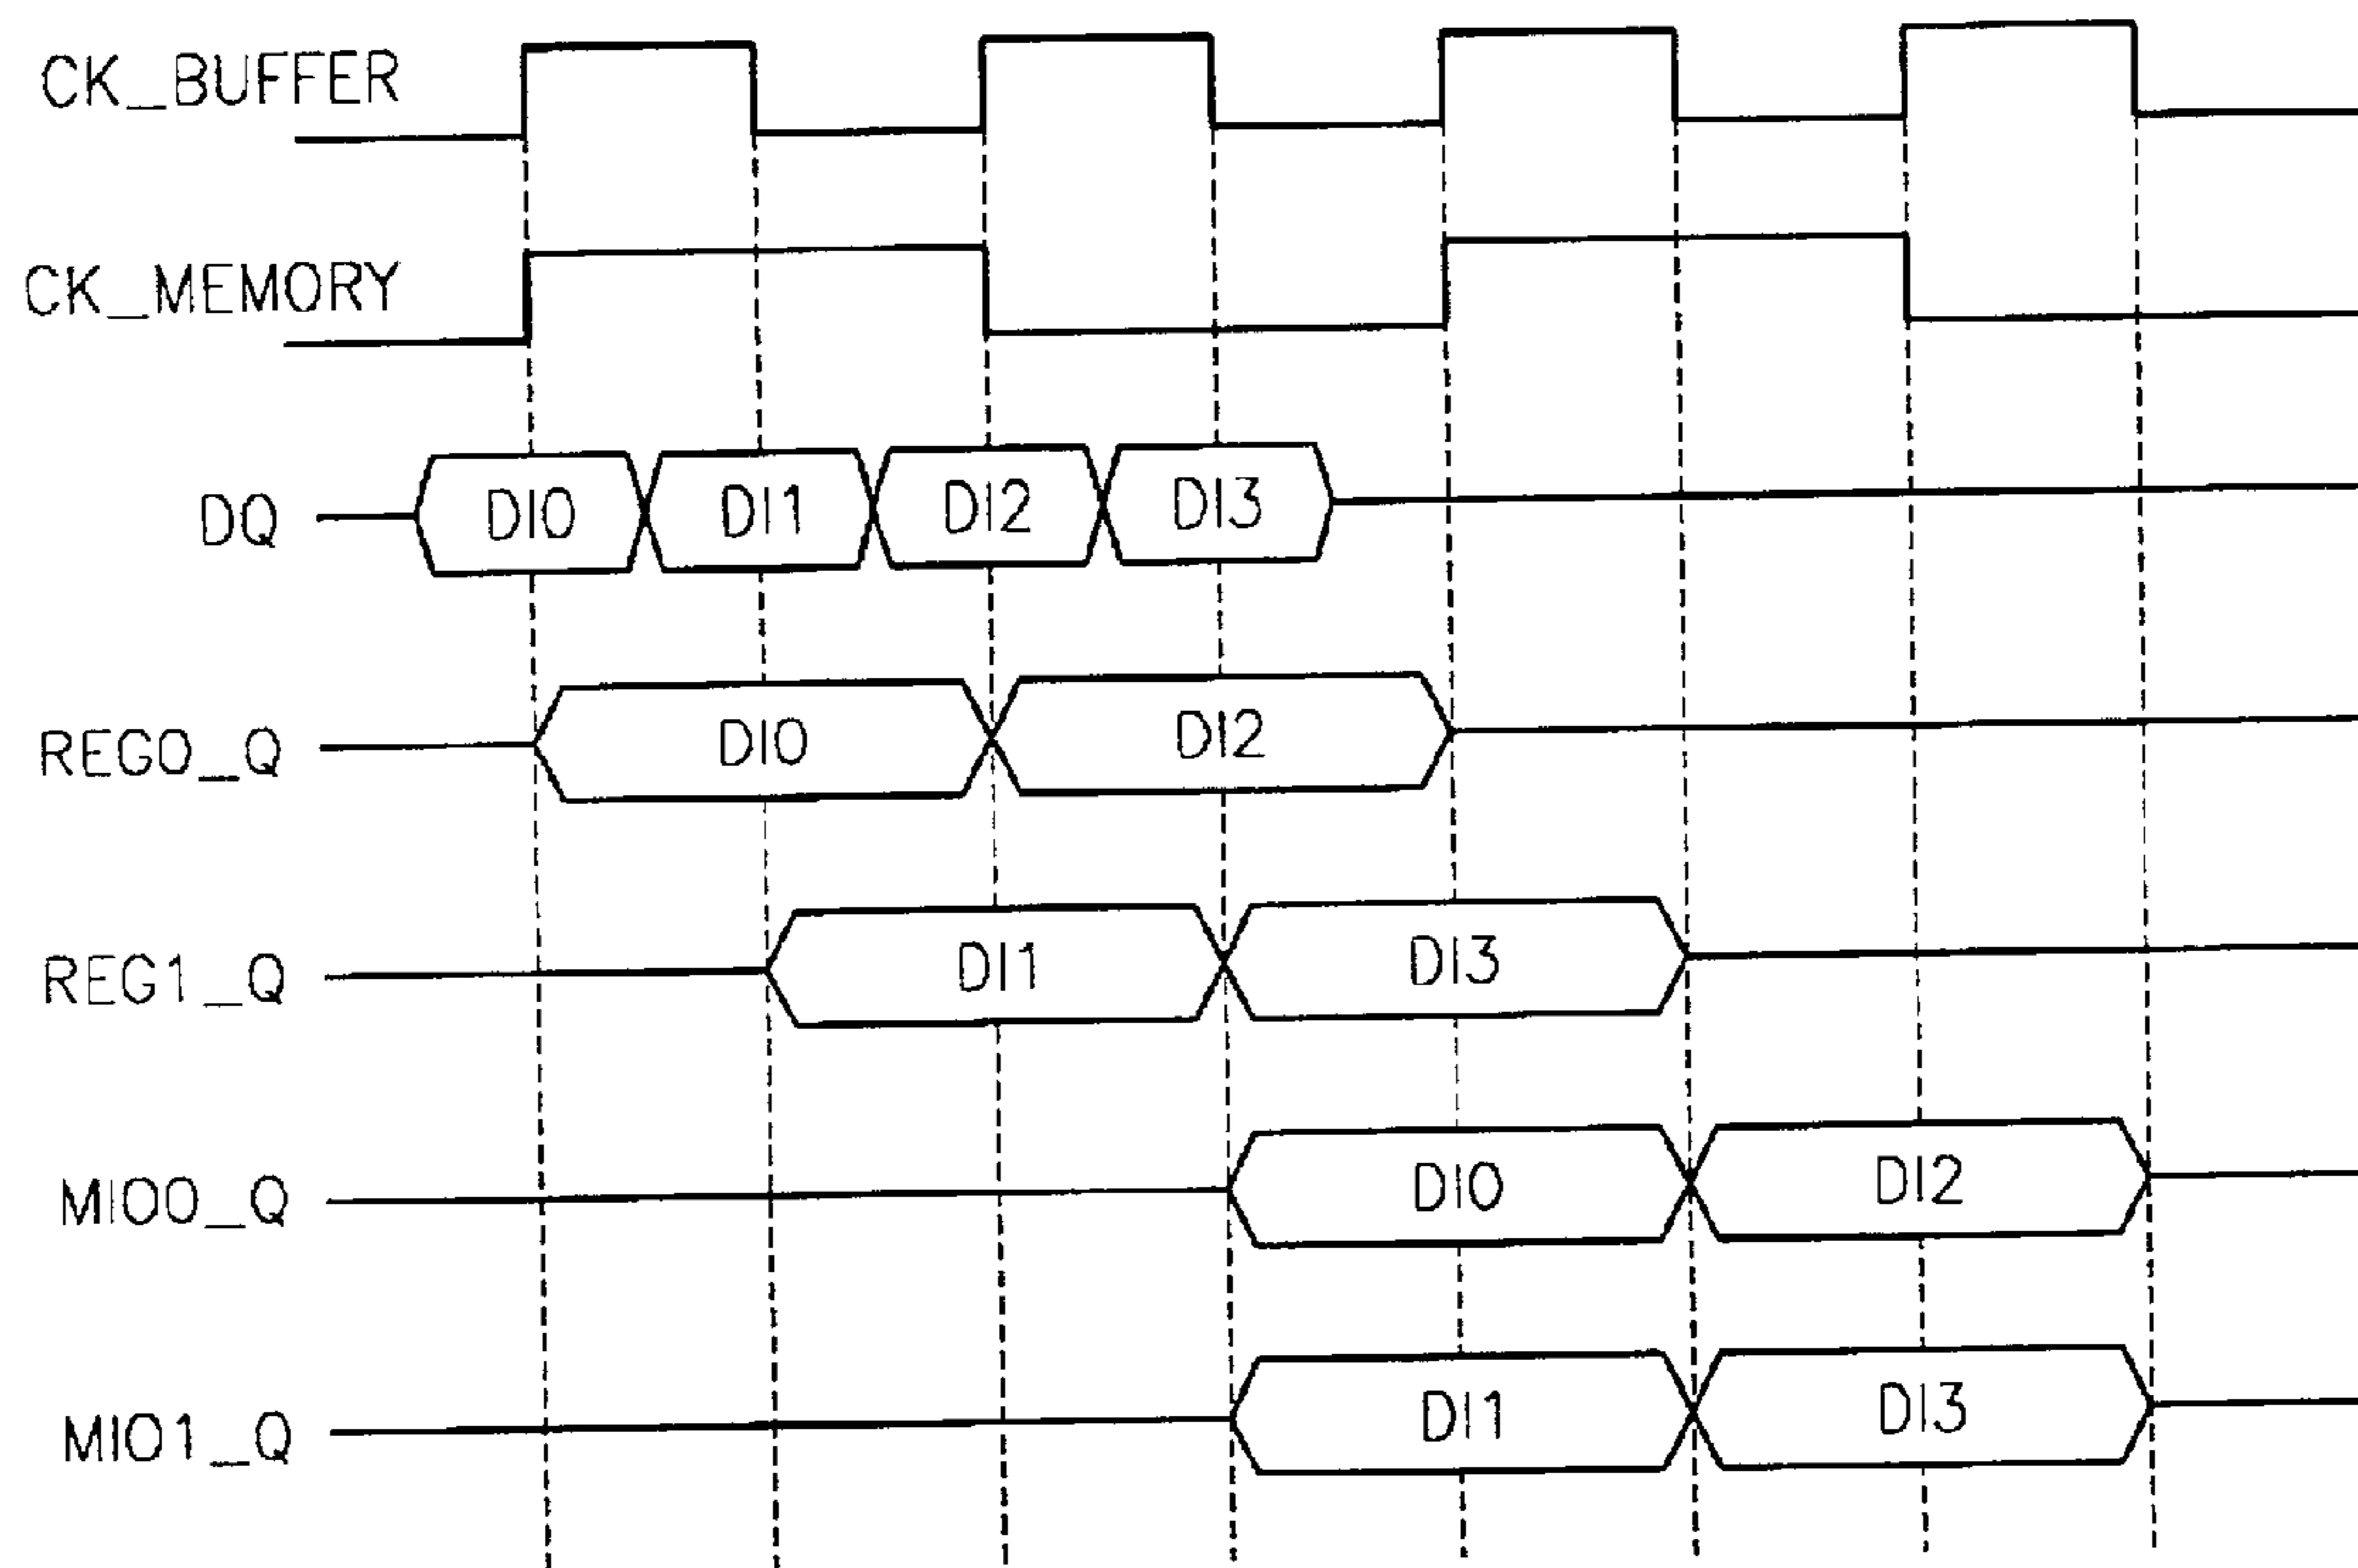 CK_BUFFER
CK_MEMORY
DQ DI0 DI1 DI2 DI3
REG0_Q DI0 DI2
REG1_Q DI1 DI3
MIO0_Q DI0 DI2
MIO1_Q DI1 DI3